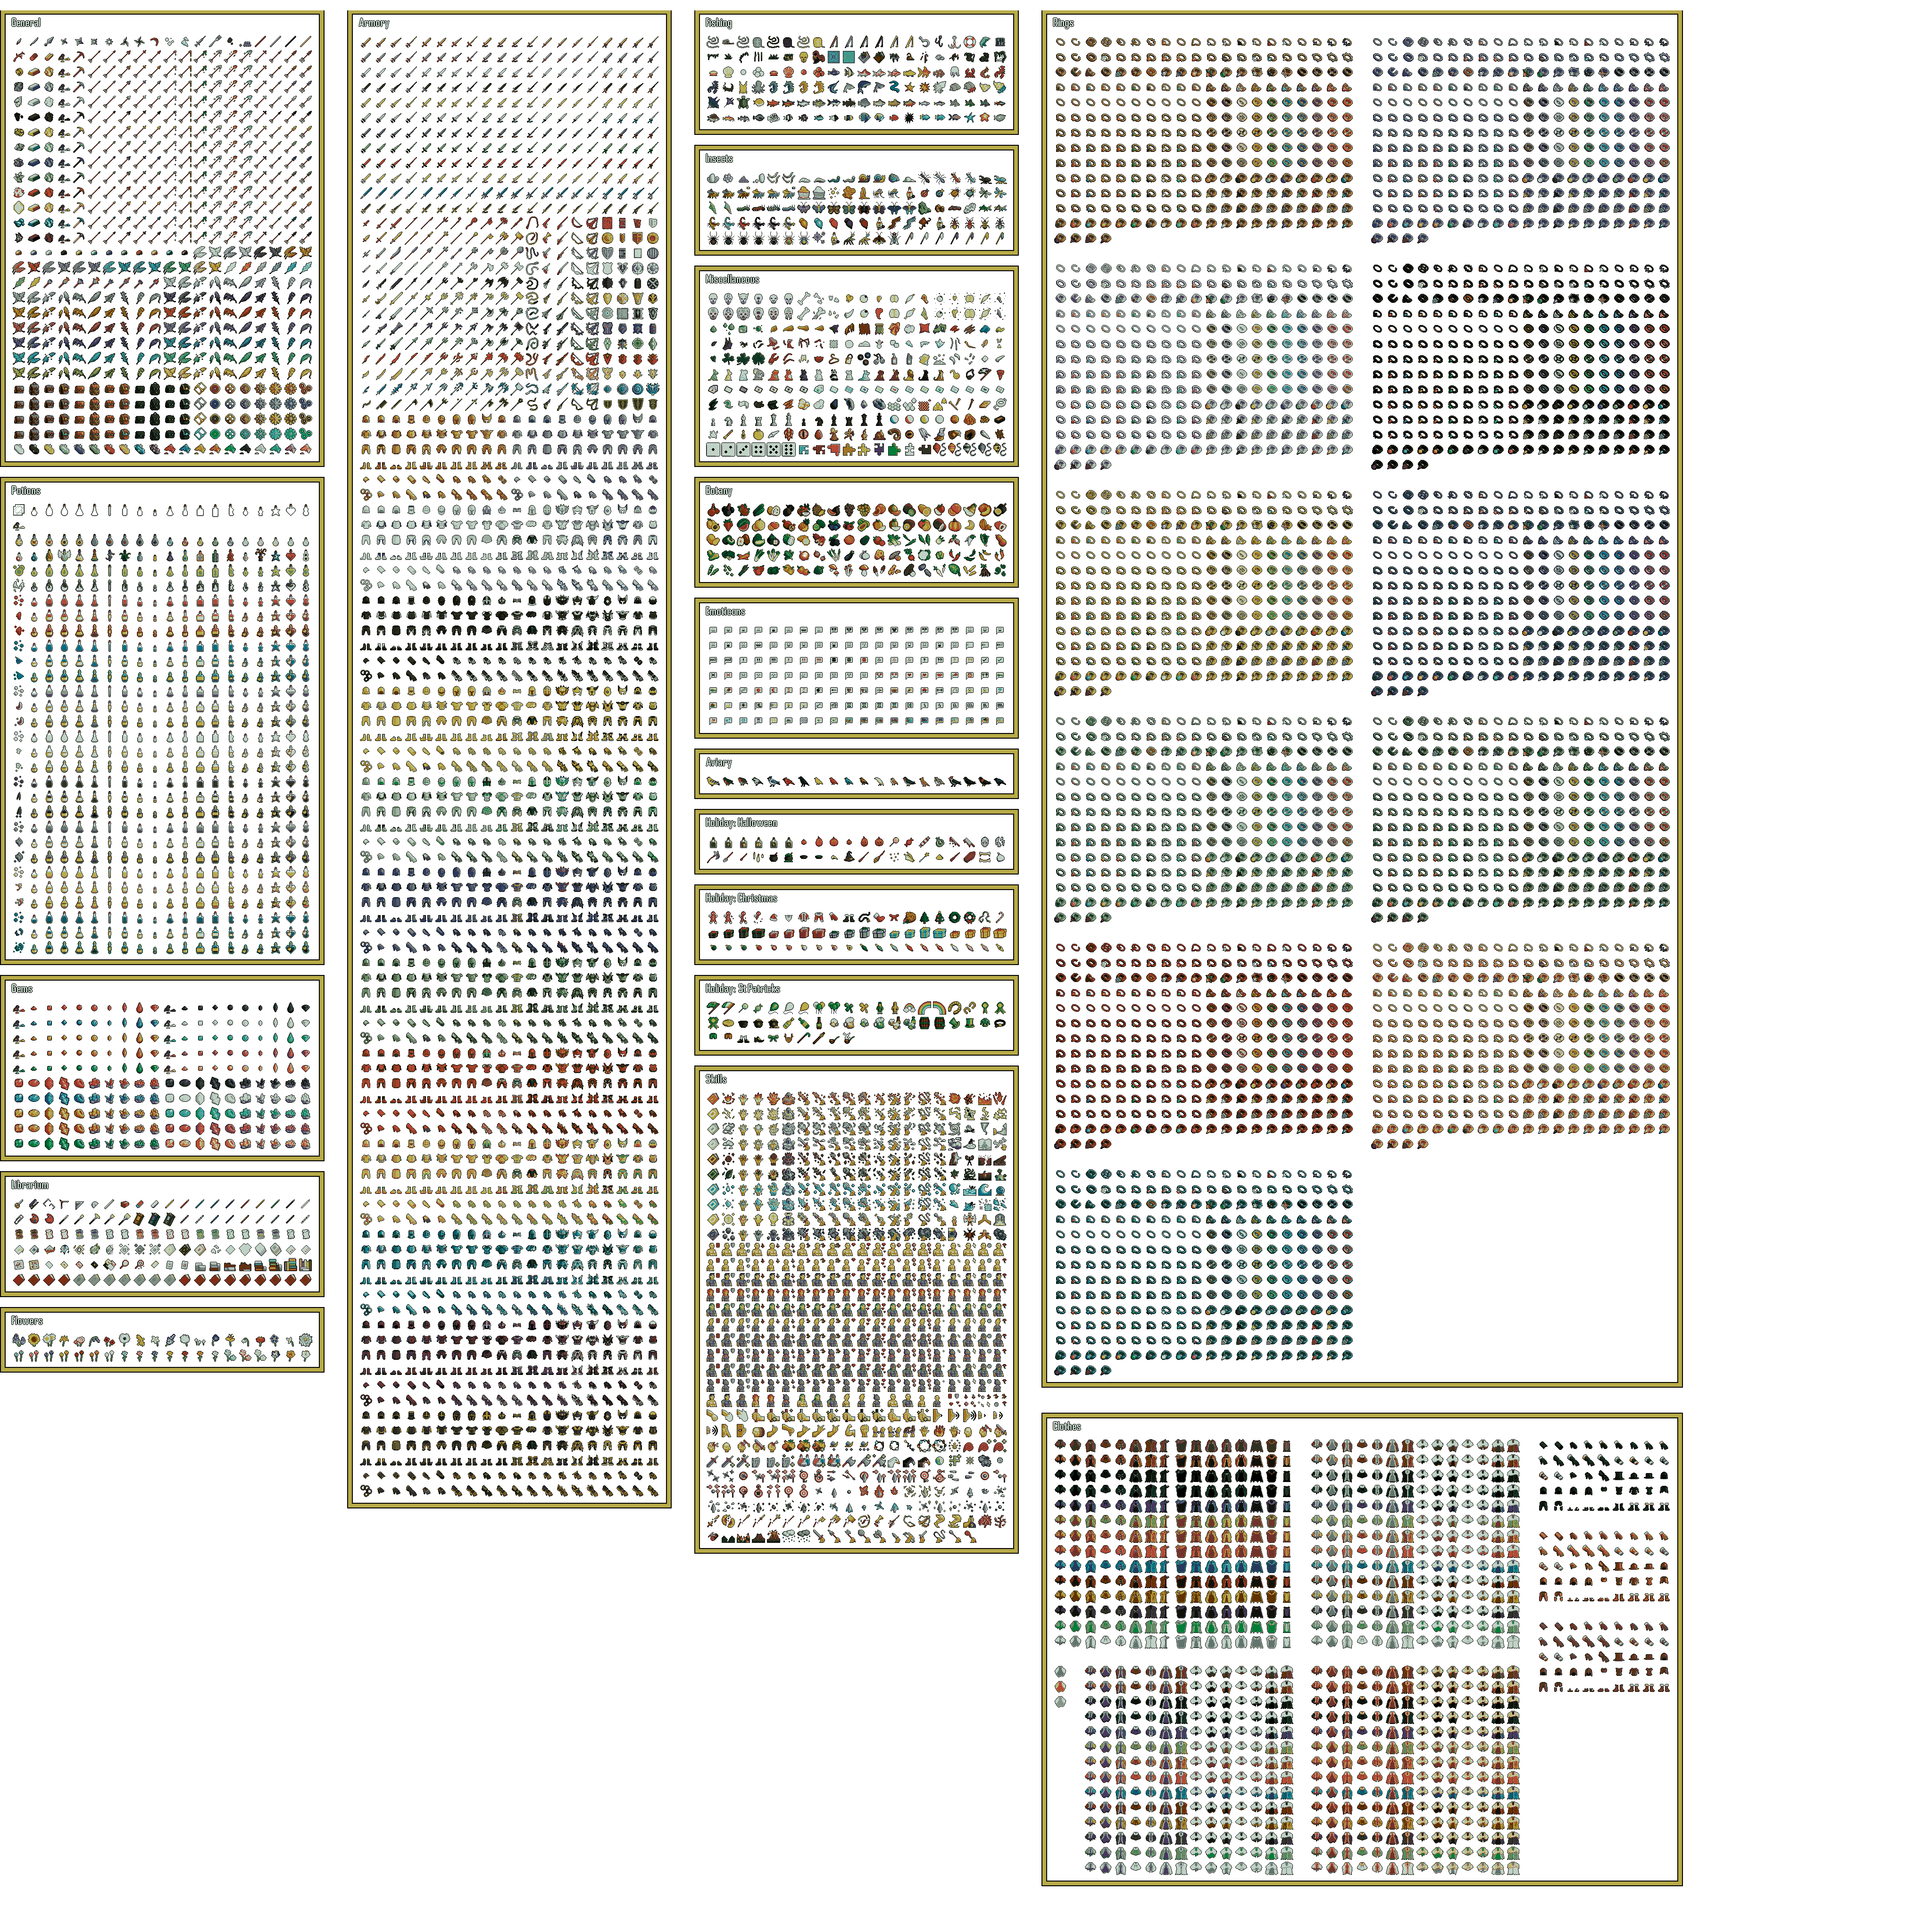 General
Potions
Gems
Librarium
Flowers
Armory
Fishing
Insects
Miscellaneous
Botany
Emoticons
Aviary
Holiday: Halloween
Holiday: Christmas
Holiday: St Patricks
Skills
Rings
Clothes